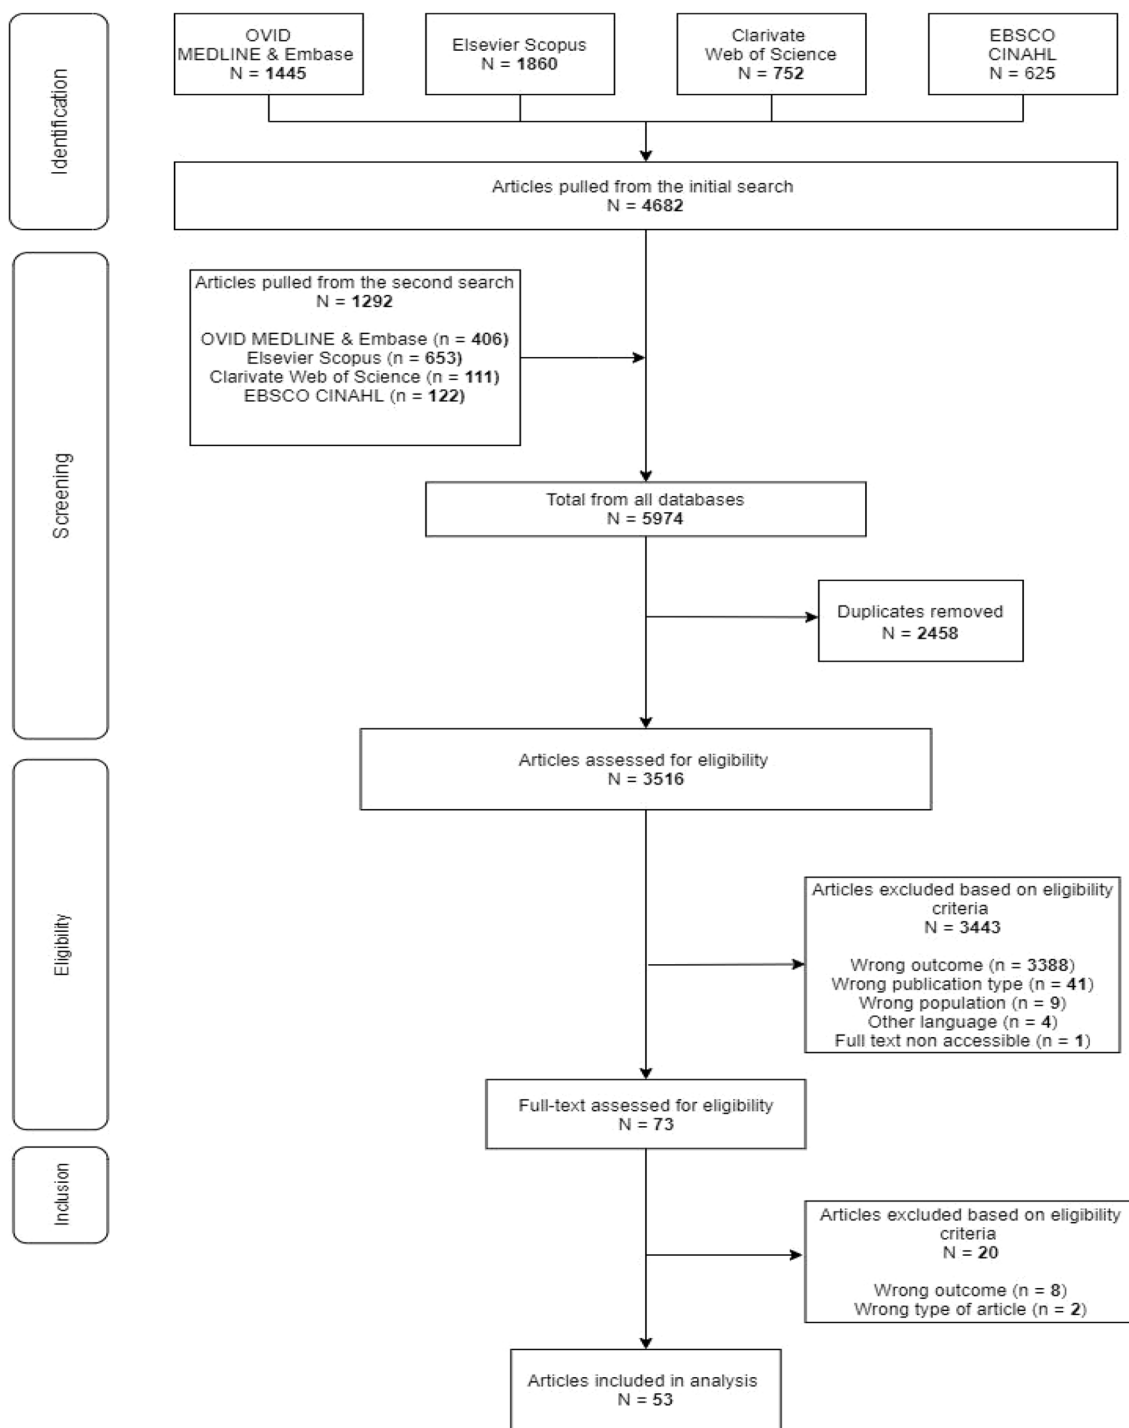 OVID
MEDLINE & Embase
N = 1445
Elsevier Scopus
N = 1860
Clarivate
Web of Science
N = 752
EBSCO
CINAHL
N = 625
Identification
Articles pulled from the initial search
N = 4682
Screening
Articles pulled from the second search
N = 1292
OVID MEDLINE & Embase (n = 406)
Elsevier Scopus (n = 653)
Clarivate Web of Science (n = 111)
EBSCO CINAHL (n = 122)
Total from all databases
N = 5974
Duplicates removed
N = 2458
Articles assessed for eligibility
N = 3516
Eligibility
Articles excluded based on eligibility
criteria
N = 3443
Wrong outcome (n = 3388)
Wrong publication type (n = 41)
Wrong population (n = 9)
Other language (n = 4)
Full text non accessible (n = 1)
Full-text assessed for eligibility
N = 73
Inclusion
Articles excluded based on eligibility
criteria
N = 20
Wrong outcome (n = 8)
Wrong type of article (n = 2)
Articles included in analysis
N = 53